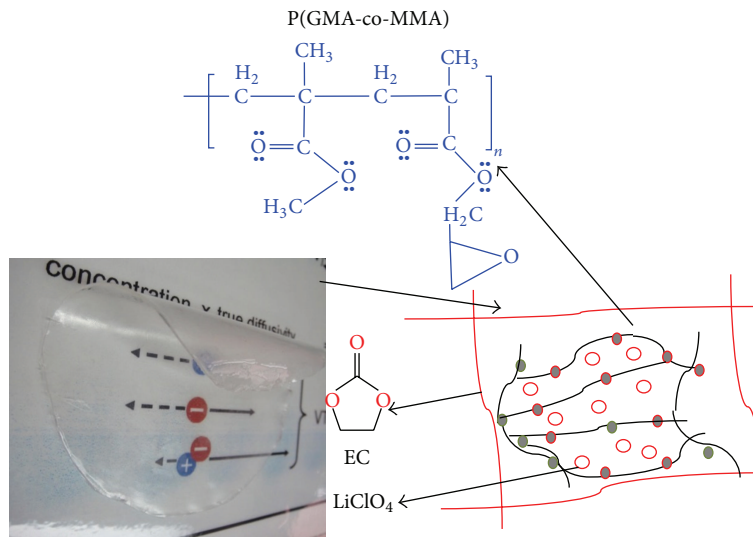 P(GMA-co-MMA)
CH₃
CH₃
H₂
H₂
C
C
C
C
n
O
C
O
C
O
O
H₃C
H₂C
O
concentration x true diffusivity
O
O
O
EC
LiClO₄